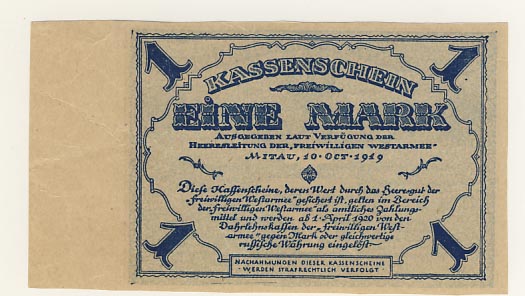 1 1
KASSENSCHEIN
EINE MARK
AUSGEGEBEN LAUT VERFÜGUNG DER
HEERESLEITUNG DER „FREIWILLIGEN WESTARMEE"
MITAU, 10·OCT·1919
Diese Kassenscheine, deren Wert durch das Heeresgut der
„freiwilligen Westarmee" gesichert ist, gelten im Bereich
der „freiwilligen Westarmee" als amtliches Zahlungs-
mittel und werden ab 1·April 1920 von den
Darlehnskassen der „freiwilligen West-
armee" gegen Mark oder gleichwertige
russische Währung eingelöst·
1 1
NACHAHMUNGEN DIESER KASSENSCHEINE
WERDEN STRAFRECHTLICH VERFOLGT·